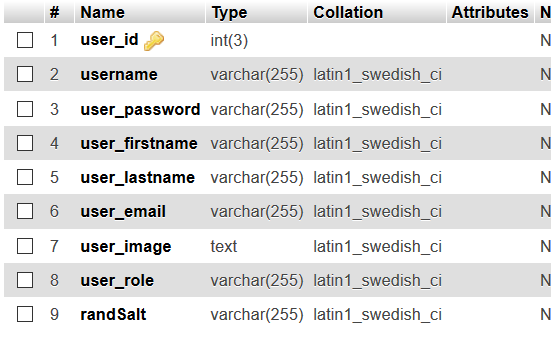 # Name Type Collation Attributes N
1 user_id int(3) N
2 username varchar(255) latin1_swedish_ci N
3 user_password varchar(255) latin1_swedish_ci N
4 user_firstname varchar(255) latin1_swedish_ci N
5 user_lastname varchar(255) latin1_swedish_ci N
6 user_email varchar(255) latin1_swedish_ci N
7 user_image text latin1_swedish_ci N
8 user_role varchar(255) latin1_swedish_ci N
9 randSalt varchar(255) latin1_swedish_ci N